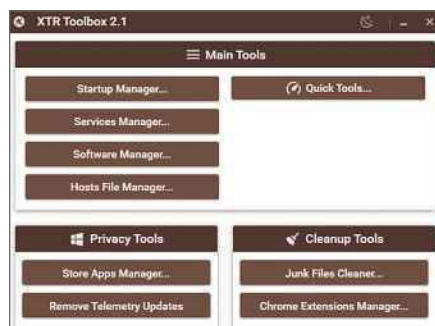 XTR Toolbox 2.1
Main Tools
Startup Manager...
Quick Tools...
Services Manager...
Software Manager...
Hosts File Manager...
Privacy Tools
Cleanup Tools
Store Apps Manager...
Junk Files Cleaner...
Remove Telemetry Updates
Chrome Extensions Manager...